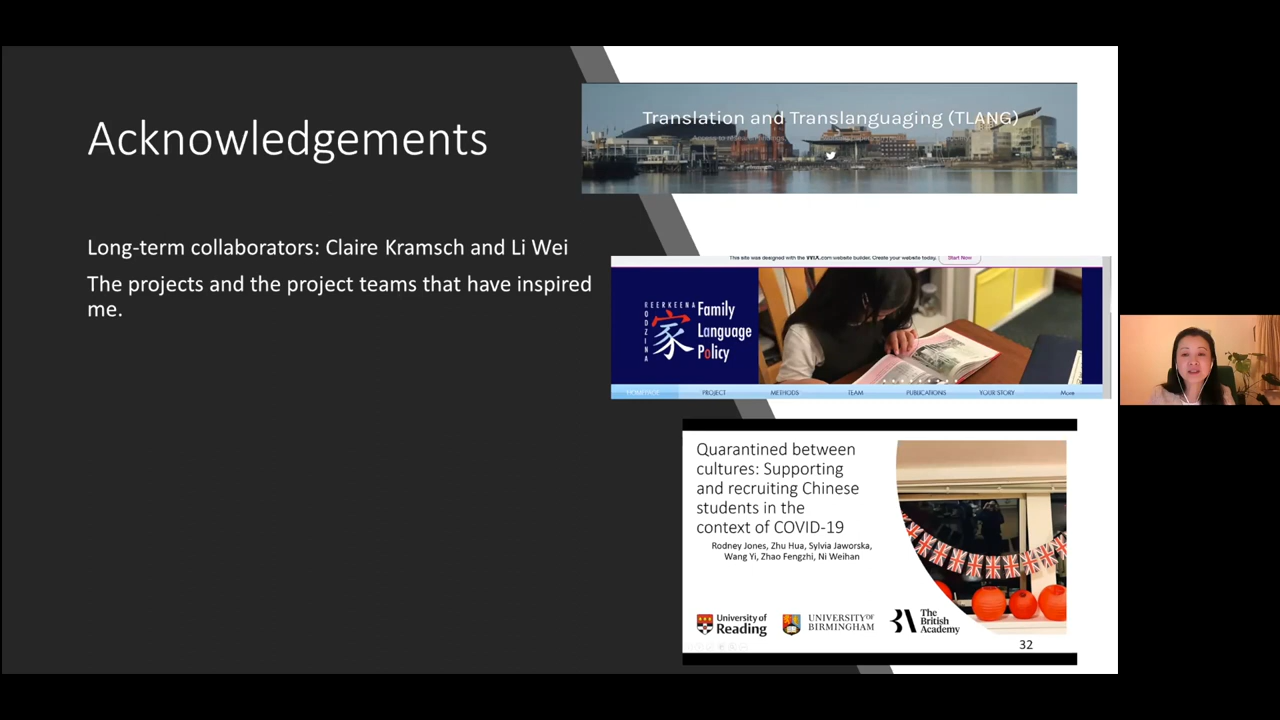 Acknowledgements
Long-term collaborators: Claire Kramsch and Li Wei
The projects and the project teams that have inspired
me.
Translation and Translanguaging (TLANG)
This site was designed with the WIX.com website builder. Create your website today. Start Now
HEERKEENA
RODZINA
家
Family
Language
Policy
HOMEPAGE PROJECT METHODS TEAM PUBLICATIONS YOUR STORY More
Quarantined between
cultures: Supporting
and recruiting Chinese
students in the
context of COVID-19
Rodney Jones, Zhu Hua, Sylvia Jaworska,
Wang Yi, Zhao Fengzhi, Ni Weihan
University of
Reading
UNIVERSITY OF
BIRMINGHAM
The
British
Academy
32